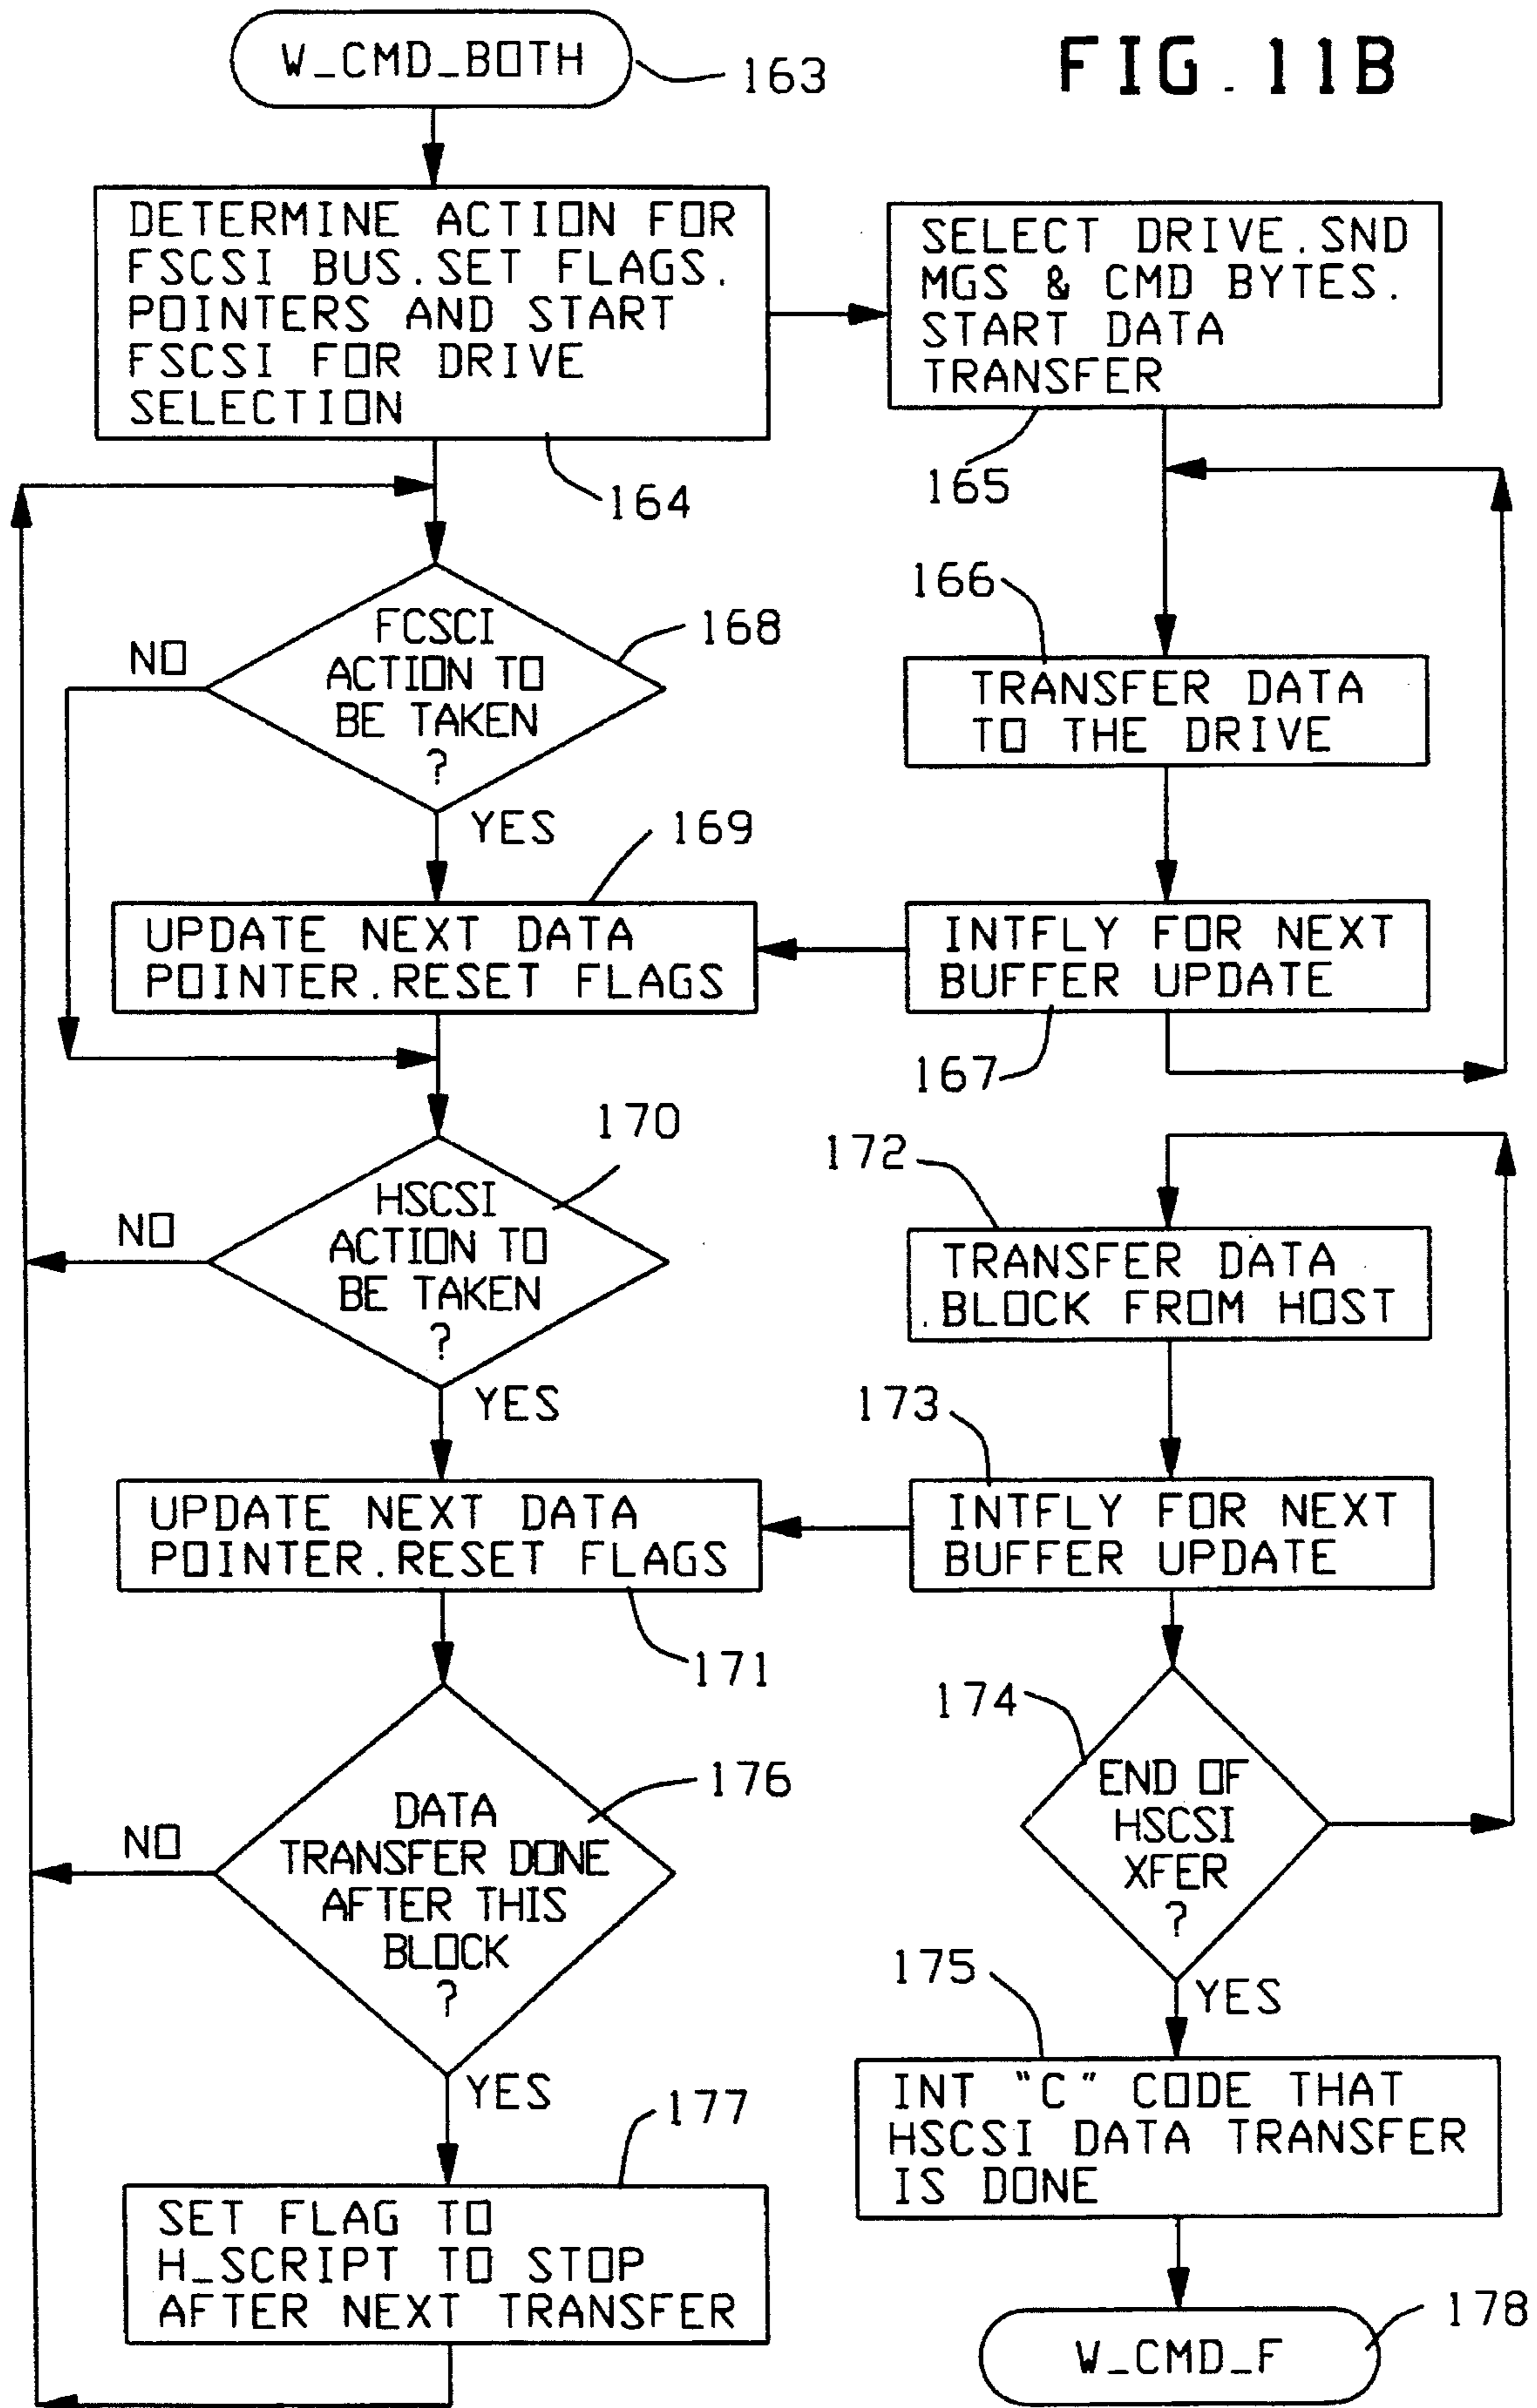 W_CMD_BOTH
163
FIG. 11B
DETERMINE ACTION FOR
FSCSI BUS.SET FLAGS.
POINTERS AND START
FSCSI FOR DRIVE
SELECTION
164
SELECT DRIVE.SND
MGS & CMD BYTES.
START DATA
TRANSFER
165
166
TRANSFER DATA
TO THE DRIVE
FCSCI
ACTION TO
BE TAKEN
?
168
NO
YES
169
UPDATE NEXT DATA
POINTER.RESET FLAGS
INTFLY FOR NEXT
BUFFER UPDATE
167
170
HSCSI
ACTION TO
BE TAKEN
?
NO
YES
172
TRANSFER DATA
BLOCK FROM HOST
173
UPDATE NEXT DATA
POINTER.RESET FLAGS
171
INTFLY FOR NEXT
BUFFER UPDATE
174
END OF
HSCSI
XFER
?
YES
176
DATA
TRANSFER DONE
AFTER THIS
BLOCK
?
NO
YES
175
INT "C" CODE THAT
HSCSI DATA TRANSFER
IS DONE
177
SET FLAG TO
H_SCRIPT TO STOP
AFTER NEXT TRANSFER
W_CMD_F
178